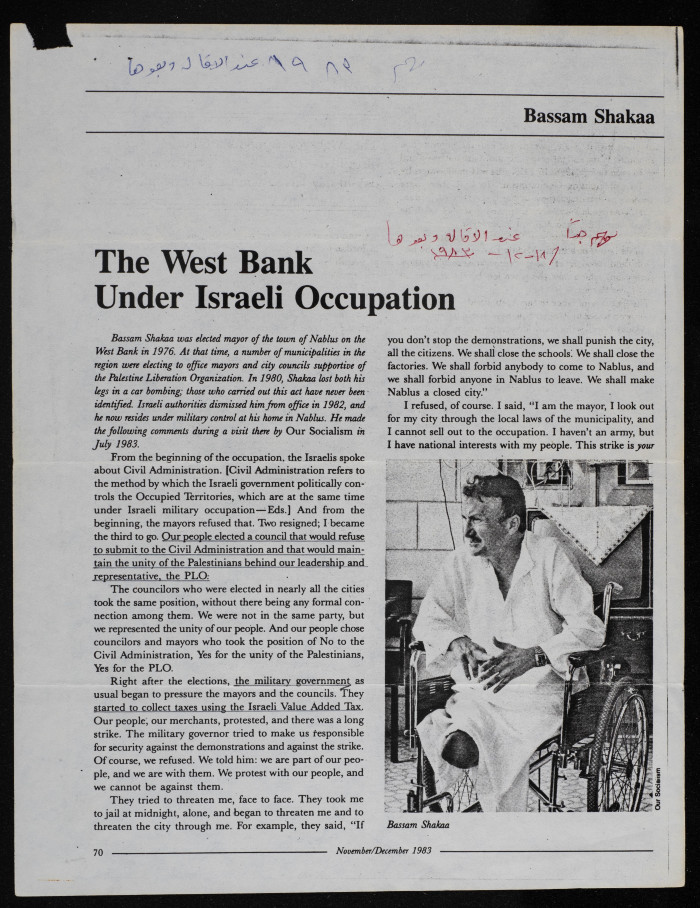 مهم ١٩٨٩ عند الاقالة وبعدها
Bassam Shakaa
مهم جداً عند الاقالة وبعدها
The West Bank
Under Israeli Occupation
Bassam Shakaa was elected mayor of the town of Nablus on the
West Bank in 1976. At that time, a number of municipalities in the
region were electing to office mayors and city councils supportive of
the Palestine Liberation Organization. In 1980, Shakaa lost both his
legs in a car bombing; those who carried out this act have never been
identified. Israeli authorities dismissed him from office in 1982, and
he now resides under military control at his home in Nablus. He made
the following comments during a visit there by Our Socialism in
July 1983.
From the beginning of the occupation, the Israelis spoke
about Civil Administration. [Civil Administration refers to
the method by which the Israeli government politically con-
trols the Occupied Territories, which are at the same time
under Israeli military occupation—Eds.] And from the
beginning, the mayors refused that. Two resigned; I became
the third to go. Our people elected a council that would refuse
to submit to the Civil Administration and that would main-
tain the unity of the Palestinians behind our leadership and
representative, the PLO.
The councilors who were elected in nearly all the cities
took the same position, without there being any formal con-
nection among them. We were not in the same party, but
we represented the unity of our people. And our people chose
councilors and mayors who took the position of No to the
Civil Administration, Yes for the unity of the Palestinians,
Yes for the PLO.
Right after the elections, the military government as
usual began to pressure the mayors and the councils. They
started to collect taxes using the Israeli Value Added Tax.
Our people, our merchants, protested, and there was a long
strike. The military governor tried to make us responsible
for security against the demonstrations and against the strike.
Of course, we refused. We told him: we are part of our peo-
ple, and we are with them. We protest with our people, and
we cannot be against them.
They tried to threaten me, face to face. They took me
to jail at midnight, alone, and began to threaten me and to
threaten the city through me. For example, they said, "If
you don't stop the demonstrations, we shall punish the city,
all the citizens. We shall close the schools. We shall close the
factories. We shall forbid anybody to come to Nablus, and
we shall forbid anyone in Nablus to leave. We shall make
Nablus a closed city."
I refused, of course. I said, "I am the mayor, I look out
for my city through the local laws of the municipality, and
I cannot sell out to the occupation. I haven't an army, but
I have national interests with my people. This strike is your
Our Socialism
Bassam Shakaa
70
November/December 1983